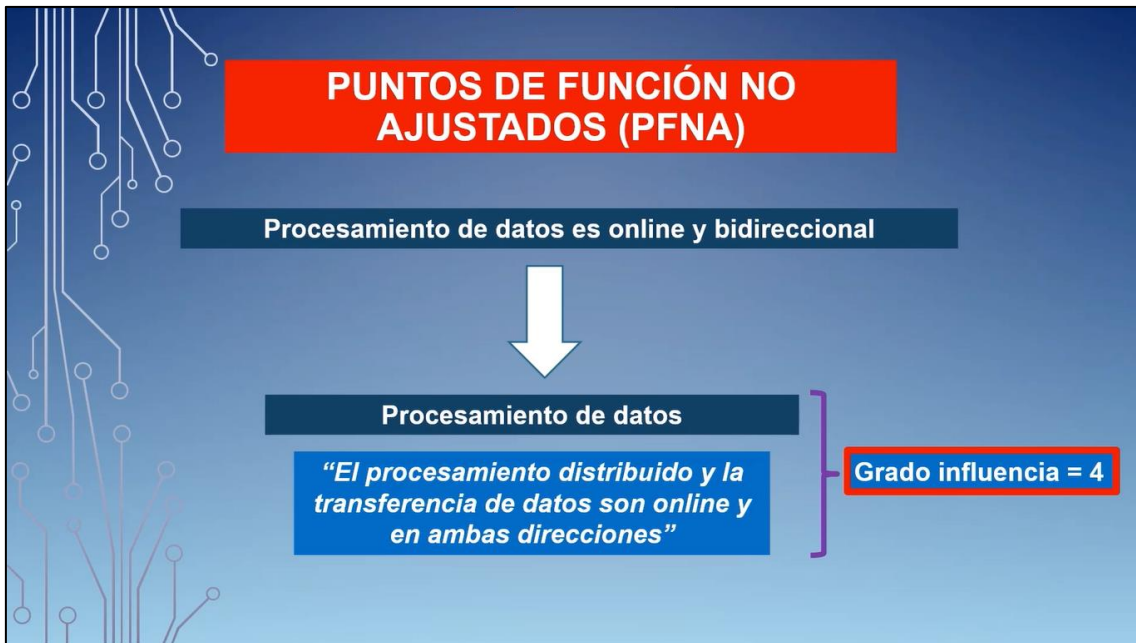 PUNTOS DE FUNCIÓN NO
AJUSTADOS (PFNA)
Procesamiento de datos es online y bidireccional
Procesamiento de datos
“El procesamiento distribuido y la
transferencia de datos son online y
en ambas direcciones”
Grado influencia = 4